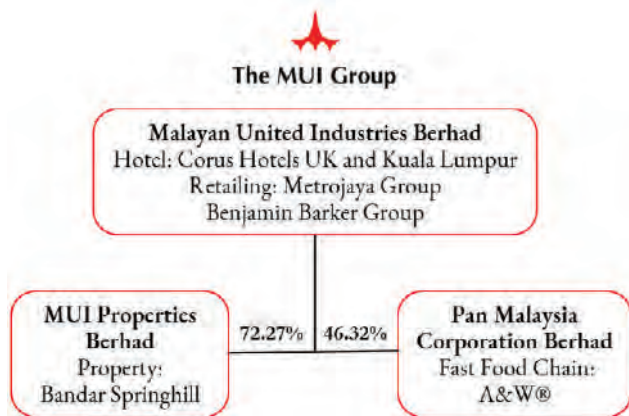 The MUI Group
Malayan United Industries Berhad
Hotel: Corus Hotels UK and Kuala Lumpur
Retailing: Metrojaya Group
Benjamin Barker Group
MUI Properties
Berhad
Property:
Bandar Springhill
72.27%
46.32%
Pan Malaysia
Corporation Berhad
Fast Food Chain:
A&W®